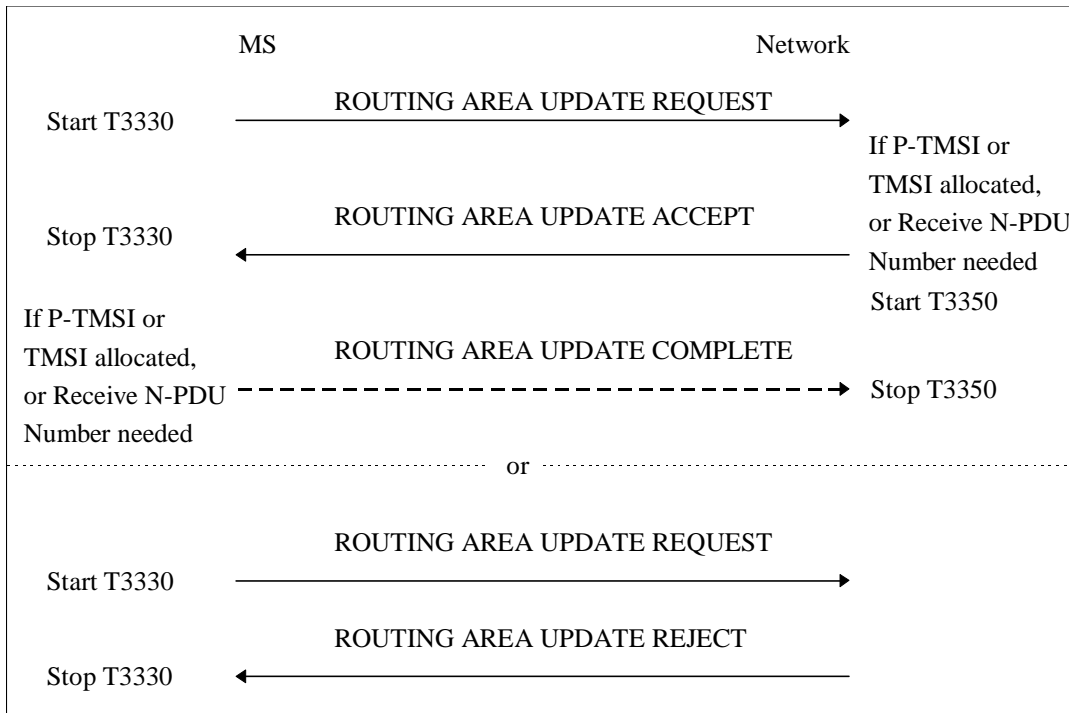 MS
Network
ROUTING AREA UPDATE REQUEST
Start T3330
If P-TMSI or
TMSI allocated,
or Receive N-PDU
Number needed
Start T3350
ROUTING AREA UPDATE ACCEPT
Stop T3330
If P-TMSI or
TMSI allocated,
or Receive N-PDU
Number needed
ROUTING AREA UPDATE COMPLETE
Stop T3350
or
ROUTING AREA UPDATE REQUEST
Start T3330
ROUTING AREA UPDATE REJECT
Stop T3330